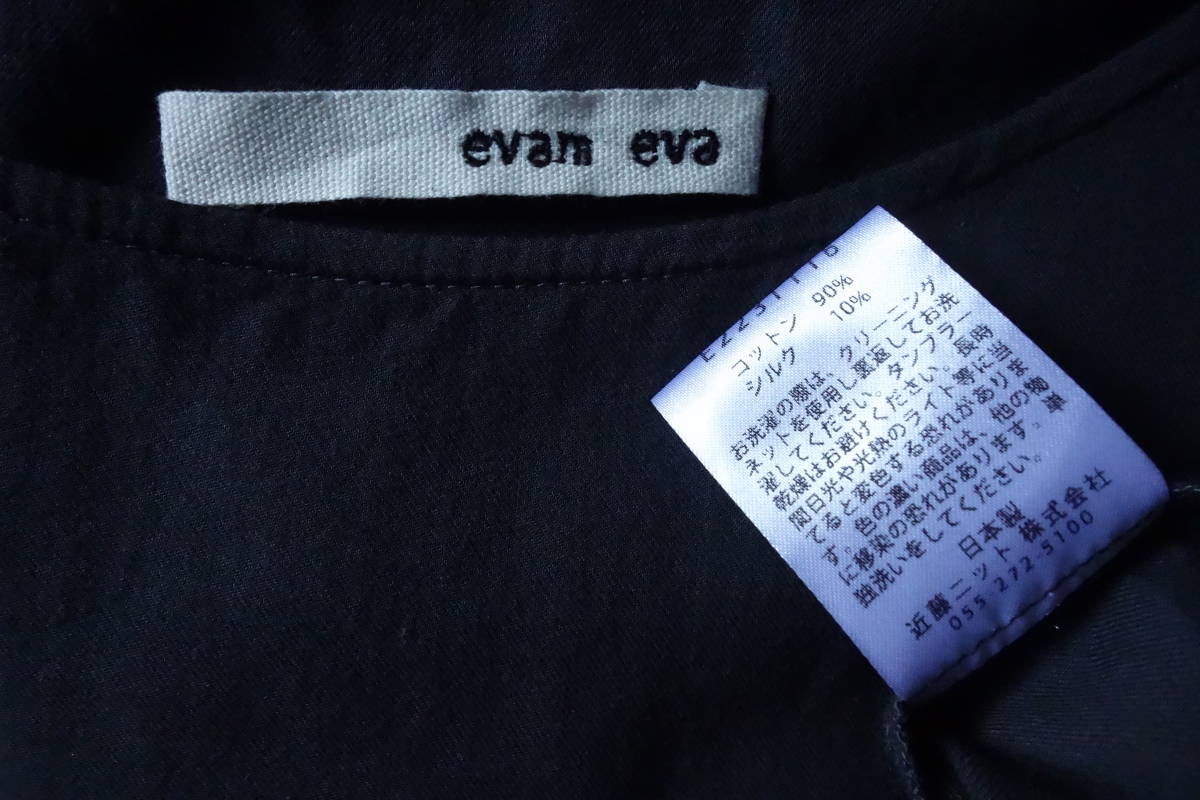 evam eva
コットン 90%
シルク 10%
お洗濯の際は、クリーニング
ネットを使用し裏返してお洗
濯してください。タンブラー
乾燥はお避けください。長時
間日光や光熱のライト等に当
てると変色する恐れがありま
す。色の濃い商品は、他の物
に移染の恐れがあります。単
独洗いをしてください。
日本製
近藤ニット株式会社
055-272-5100